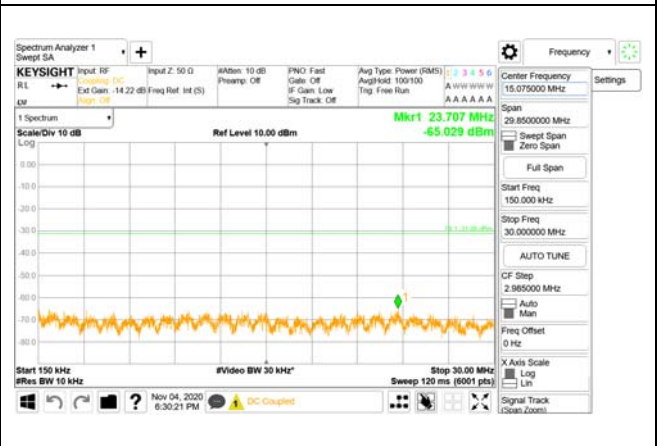 Spectrum Analyzer 1
Swept SA
+
Frequency
KEYSIGHT
Input: RF
Coupling: DC
Ext Gain: -14.22 dB
Align: Off
RL
LXI
Input Z: 50 Ω
Freq Ref: Int (S)
#Atten: 10 dB
Preamp: Off
PNO: Fast
Gate: Off
IF Gain: Low
Sig Track: Off
Avg Type: Power (RMS)
Avg|Hold: 100/100
Trig: Free Run
1 2 3 4 5 6
A W W W W W
A A A A A A
Center Frequency
15.075000 MHz
Settings
Span
29.8500000 MHz
Swept Span
Zero Span
Full Span
Start Freq
150.000 kHz
Stop Freq
30.000000 MHz
AUTO TUNE
CF Step
2.985000 MHz
Auto
Man
Freq Offset
0 Hz
X Axis Scale
Log
Lin
Signal Track
(Span Zoom)
1 Spectrum
Scale/Div 10 dB
Ref Level 10.00 dBm
Mkr1 23.707 MHz
-65.029 dBm
Log
0.00
-10.0
-20.0
-30.0
-40.0
-50.0
-60.0
-70.0
-80.0
1
Start 150 kHz
#Res BW 10 kHz
#Video BW 30 kHz*
Stop 30.00 MHz
Sweep 120 ms (6001 pts)
?
Nov 04, 2020
6:30:21 PM
1
DC Coupled